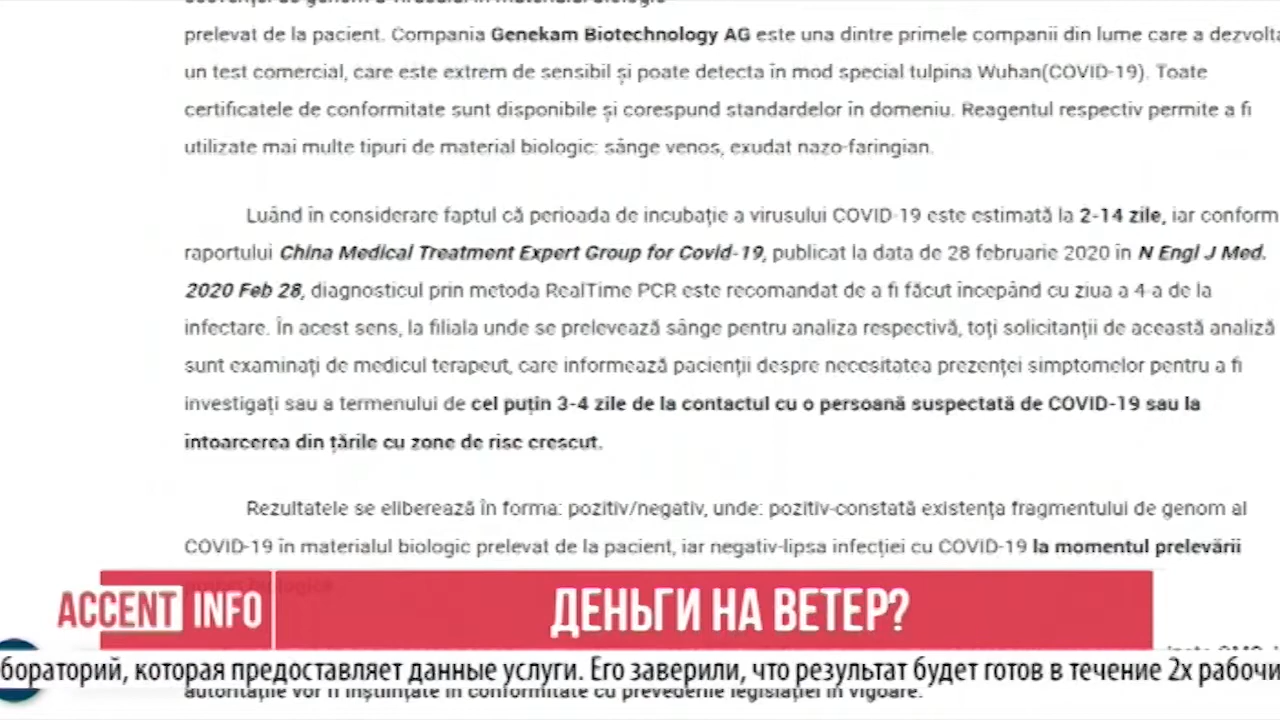 prelevat de la pacient. Compania Genekam Biotechnology AG este una dintre primele companii din lume care a dezvolta
un test comercial, care este extrem de sensibil și poate detecta în mod special tulpina Wuhan(COVID-19). Toate
certificatele de conformitate sunt disponibile și corespund standardelor în domeniu. Reagentul respectiv permite a fi
utilizate mai multe tipuri de material biologic: sânge venos, exudat nazo-faringian.
Luând în considerare faptul că perioada de incubație a virusului COVID-19 este estimată la 2-14 zile, iar conform
raportului China Medical Treatment Expert Group for Covid-19, publicat la data de 28 februarie 2020 în N Engl J Med.
2020 Feb 28, diagnosticul prin metoda RealTime PCR este recomandat de a fi făcut începând cu ziua a 4-a de la
infectare. În acest sens, la filiala unde se prelevează sânge pentru analiza respectivă, toți solicitanții de această analiză
sunt examinați de medicul terapeut, care informează pacienții despre necesitatea prezenței simptomelor pentru a fi
investigați sau a termenului de cel puțin 3-4 zile de la contactul cu o persoană suspectată de COVID-19 sau la
întoarcerea din țările cu zone de risc crescut.
Rezultatele se eliberează în forma: pozitiv/negativ, unde: pozitiv-constată existența fragmentului de genom al
COVID-19 în materialul biologic prelevat de la pacient, iar negativ-lipsa infecției cu COVID-19 la momentul prelevării
ACCENT INFO
ДЕНЬГИ НА ВЕТЕР?
бораторий, которая предоставляет данные услуги. Его заверили, что результат будет готов в течение 2х рабочи
autoritățile vor fi înștiințate în conformitate cu prevederile legislației în vigoare.